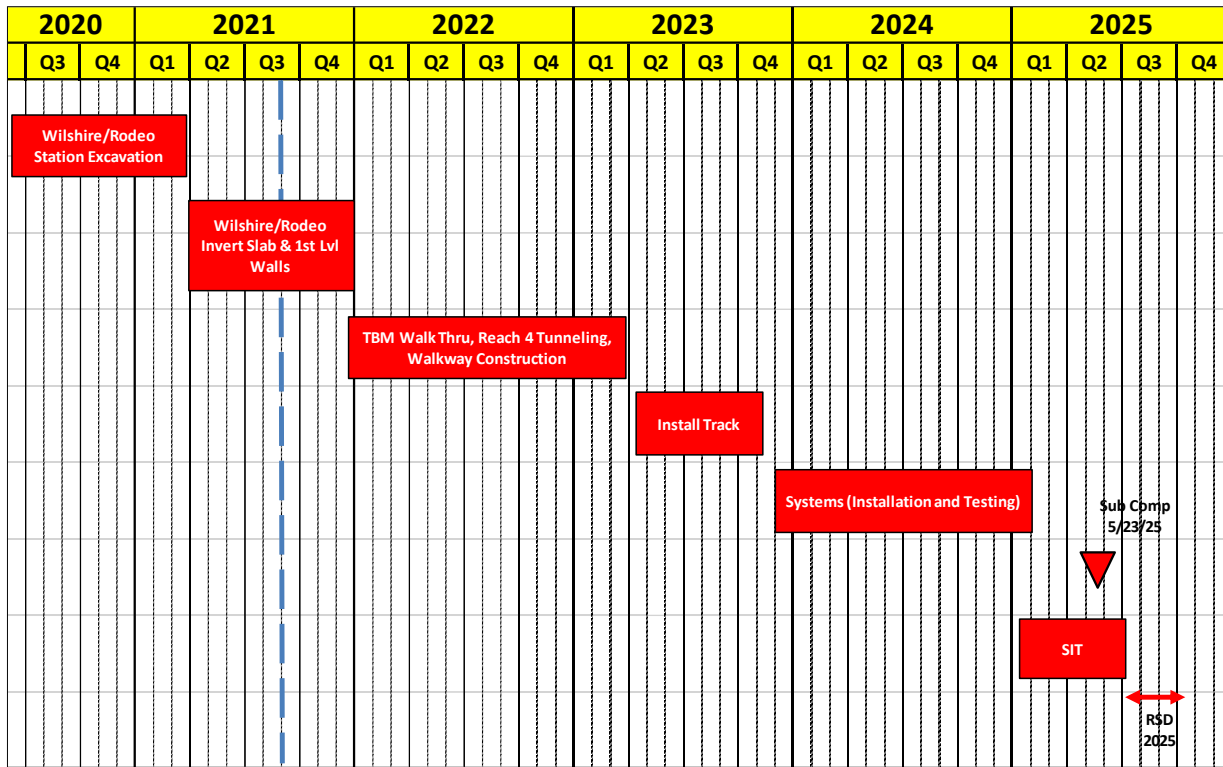 2020 2021 2022 2023 2024 2025
Q3 Q4 Q1 Q2 Q3 Q4 Q1 Q2 Q3 Q4 Q1 Q2 Q3 Q4 Q1 Q2 Q3 Q4 Q1 Q2 Q3 Q4
Wilshire/Rodeo
Station Excavation
Wilshire/Rodeo
Invert Slab & 1st Lvl
Walls
TBM Walk Thru, Reach 4 Tunneling,
Walkway Construction
Install Track
Systems (Installation and Testing)
Sub Comp
5/23/25
SIT
RSD
2025